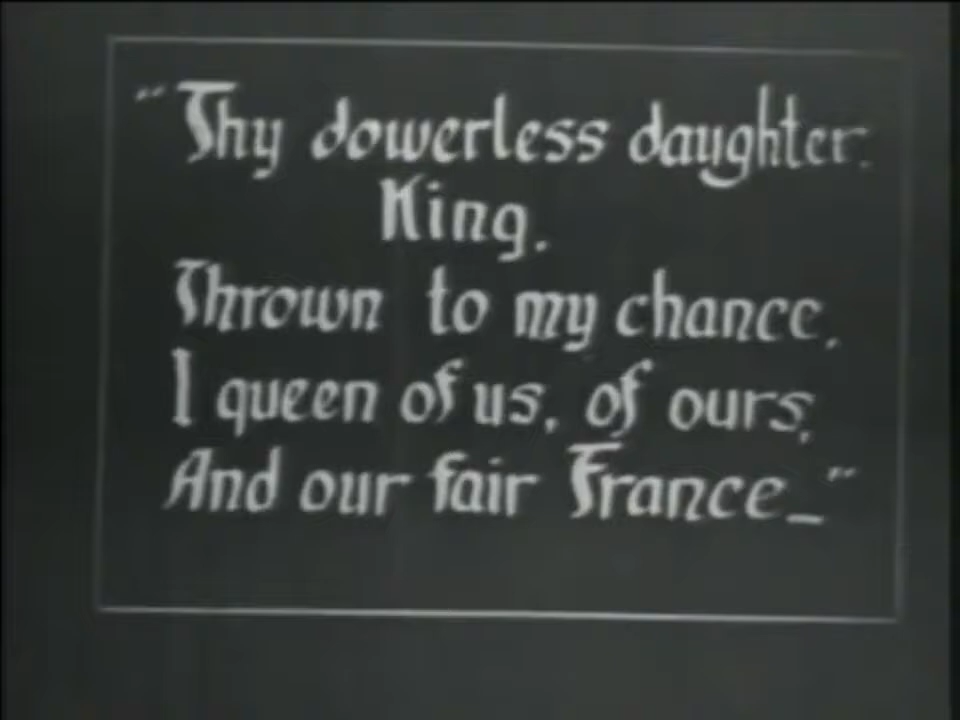 "Thy dowerless daughter.
King.
Thrown to my chance.
I queen of us, of ours,
And our fair France_"